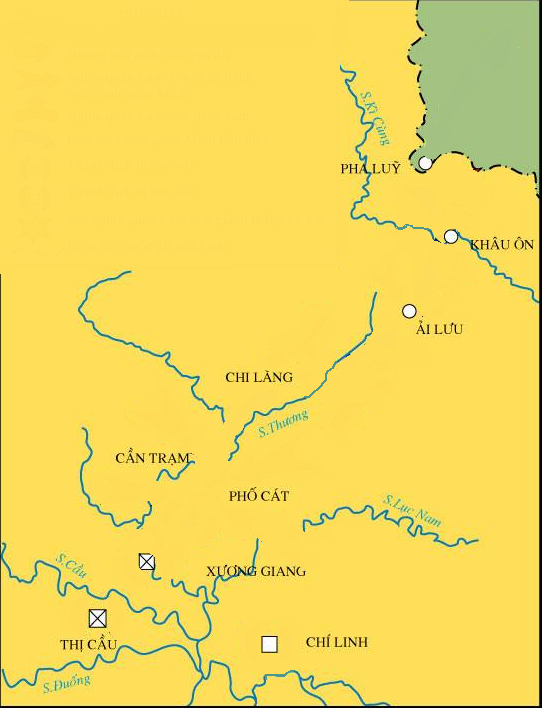 S.Kì Cùng
PHA LUỸ
KHÂU ÔN
ẢI LƯU
CHI LĂNG
S.Thương
CẦN TRẠM
PHỐ CÁT
S.Lục Nam
S.Cầu
XƯƠNG GIANG
THỊ CẦU
CHÍ LINH
S.Đuống